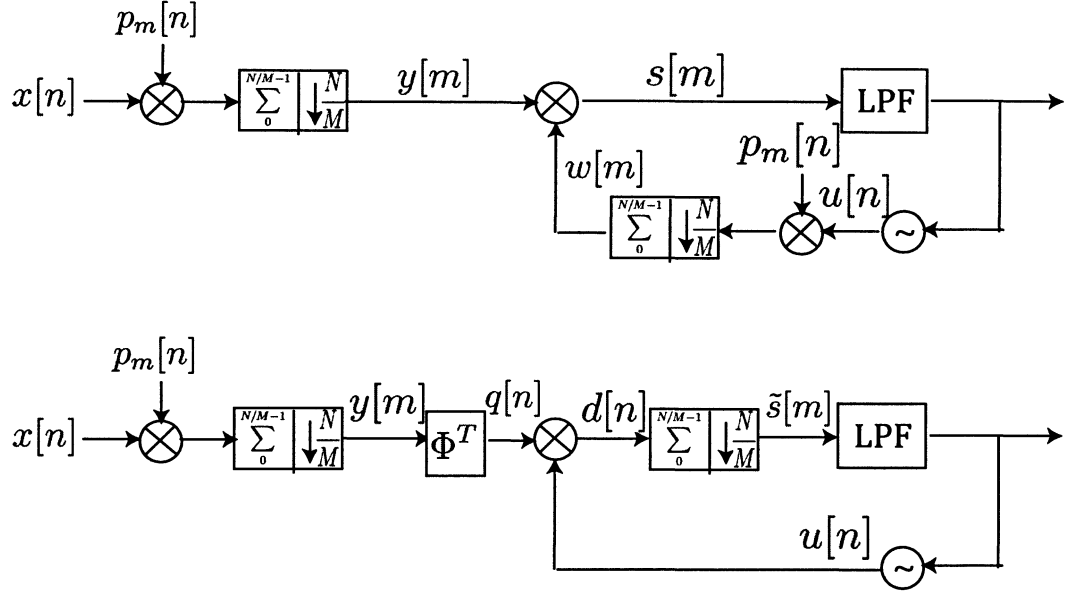 p_m[n]
x[n] N/M−1 ∑ 0 ↓ N/M y[m] s[m] LPF
p_m[n]
w[m] u[n]
N/M−1 ∑ 0 ↓ N/M ~
p_m[n]
x[n] N/M−1 ∑ 0 ↓ N/M y[m] Φ^T q[n] d[n] N/M−1 ∑ 0 ↓ N/M s̃[m] LPF
u[n] ~